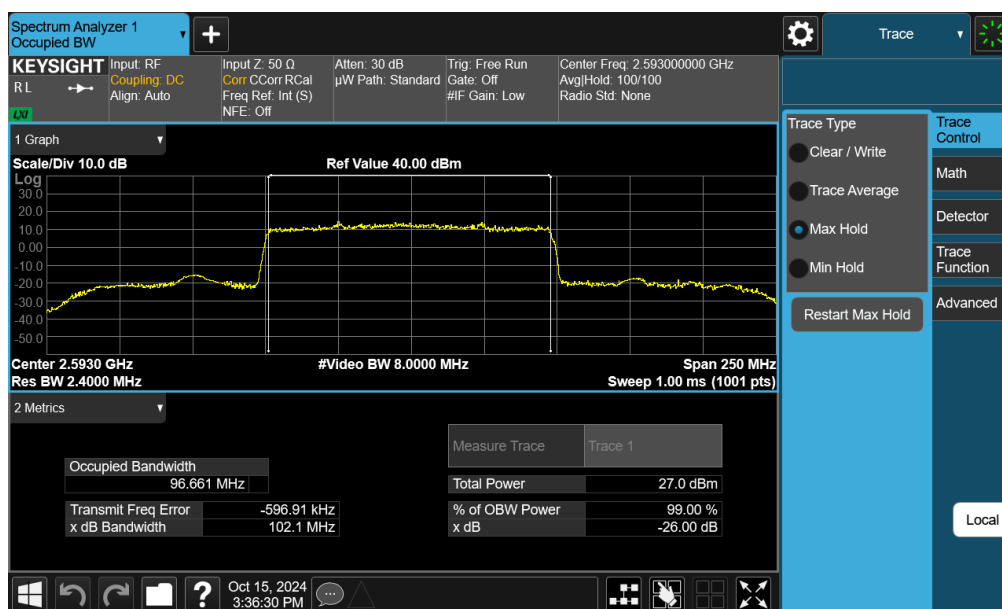 Spectrum Analyzer 1
Occupied BW
+
Trace
KEYSIGHT
RL
LXI
Input: RF
Coupling: DC
Align: Auto
Input Z: 50 Ω
Corr CCorr RCal
Freq Ref: Int (S)
NFE: Off
Atten: 30 dB
µW Path: Standard
Trig: Free Run
Gate: Off
#IF Gain: Low
Center Freq: 2.593000000 GHz
Avg|Hold: 100/100
Radio Std: None
1 Graph
Scale/Div 10.0 dB
Ref Value 40.00 dBm
Log
30.0
20.0
10.0
0.00
-10.0
-20.0
-30.0
-40.0
-50.0
Center 2.5930 GHz
#Video BW 8.0000 MHz
Span 250 MHz
Res BW 2.4000 MHz
Sweep 1.00 ms (1001 pts)
2 Metrics
Measure Trace
Trace 1
Occupied Bandwidth
96.661 MHz
Total Power
27.0 dBm
Transmit Freq Error
-596.91 kHz
% of OBW Power
99.00 %
x dB Bandwidth
102.1 MHz
x dB
-26.00 dB
?
Oct 15, 2024
3:36:30 PM
Trace Type
Clear / Write
Trace Average
Max Hold
Min Hold
Restart Max Hold
Trace
Control
Math
Detector
Trace
Function
Advanced
Local